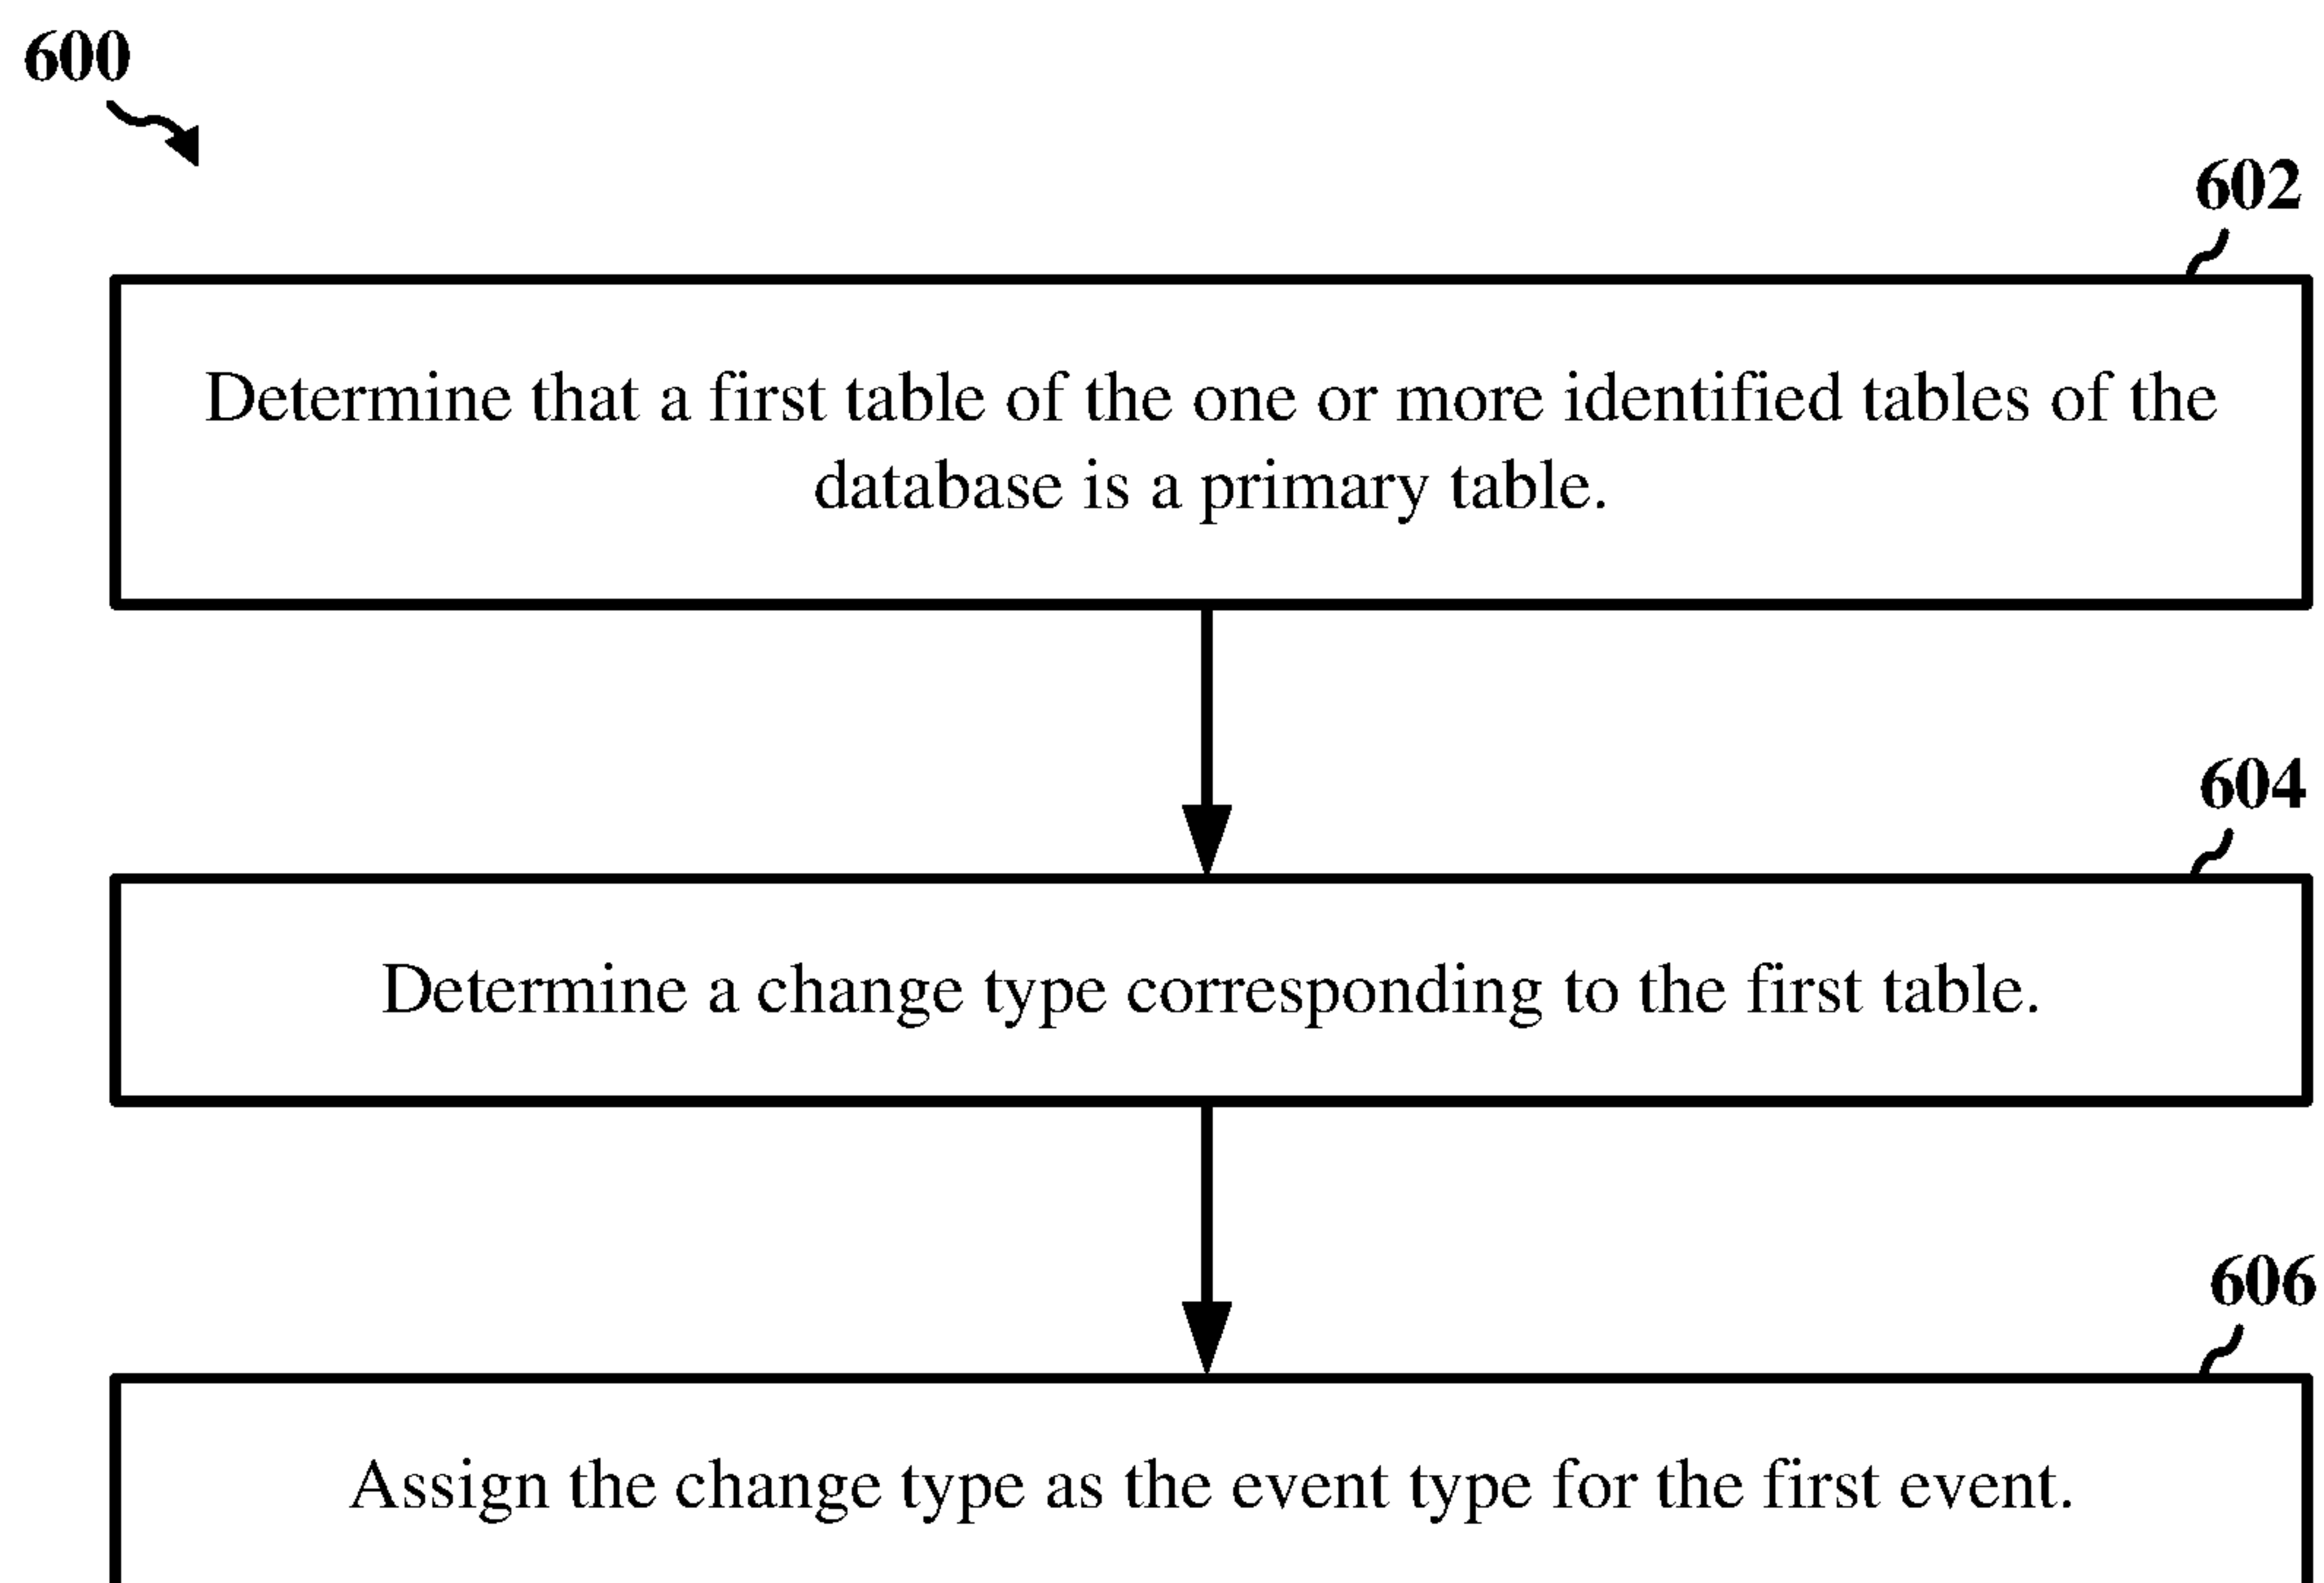 600
602
Determine that a first table of the one or more identified tables of the
database is a primary table.
604
Determine a change type corresponding to the first table.
606
Assign the change type as the event type for the first event.